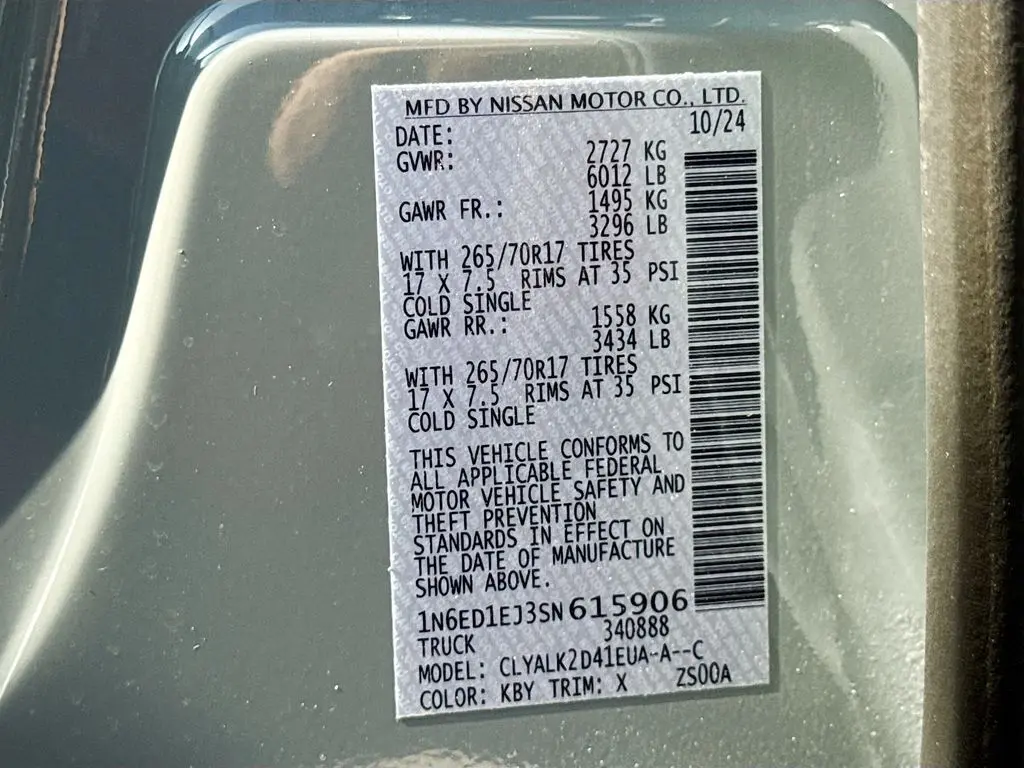 MFD BY NISSAN MOTOR CO., LTD.
DATE: 10/24
GVWR: 2727 KG
6012 LB
GAWR FR.: 1495 KG
3296 LB
WITH 265/70R17 TIRES
17 X 7.5 RIMS AT 35 PSI
COLD SINGLE
GAWR RR.: 1558 KG
3434 LB
WITH 265/70R17 TIRES
17 X 7.5 RIMS AT 35 PSI
COLD SINGLE
THIS VEHICLE CONFORMS TO
ALL APPLICABLE FEDERAL
MOTOR VEHICLE SAFETY AND
THEFT PREVENTION
STANDARDS IN EFFECT ON
THE DATE OF MANUFACTURE
SHOWN ABOVE.
1N6ED1EJ3SN615906
TRUCK 340888
MODEL: CLYALK2D41EUA-A--C
COLOR: KBY TRIM: X ZS00A